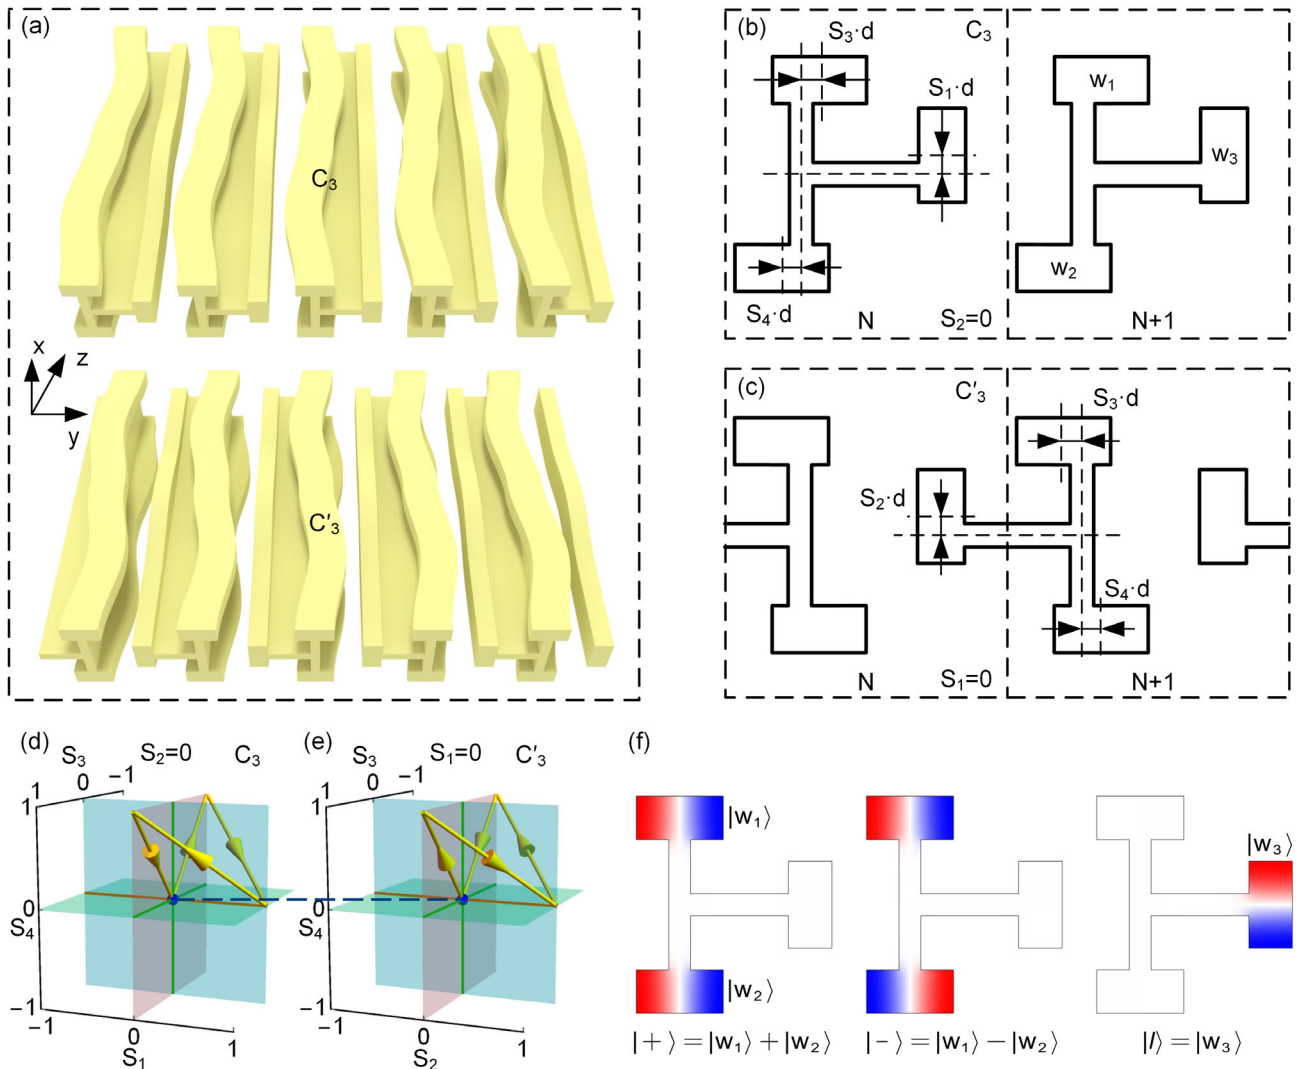 (a)
C₃
x
z
y
C′₃
(b)
S₃·d
C₃
S₁·d
w₁
w₃
w₂
S₄·d
N
S₂=0
N+1
(c)
C′₃
S₃·d
S₂·d
S₄·d
N
S₁=0
N+1
(d)
S₃
S₂=0
C₃
1
0
−1
1
0
S₄
−1
−1
0
1
S₁
(e)
S₃
S₁=0
C′₃
1
0
−1
1
0
S₄
−1
−1
0
1
S₂
(f)
|w₁⟩
|w₂⟩
|w₃⟩
|+⟩=|w₁⟩+|w₂⟩
|−⟩=|w₁⟩−|w₂⟩
|l⟩=|w₃⟩